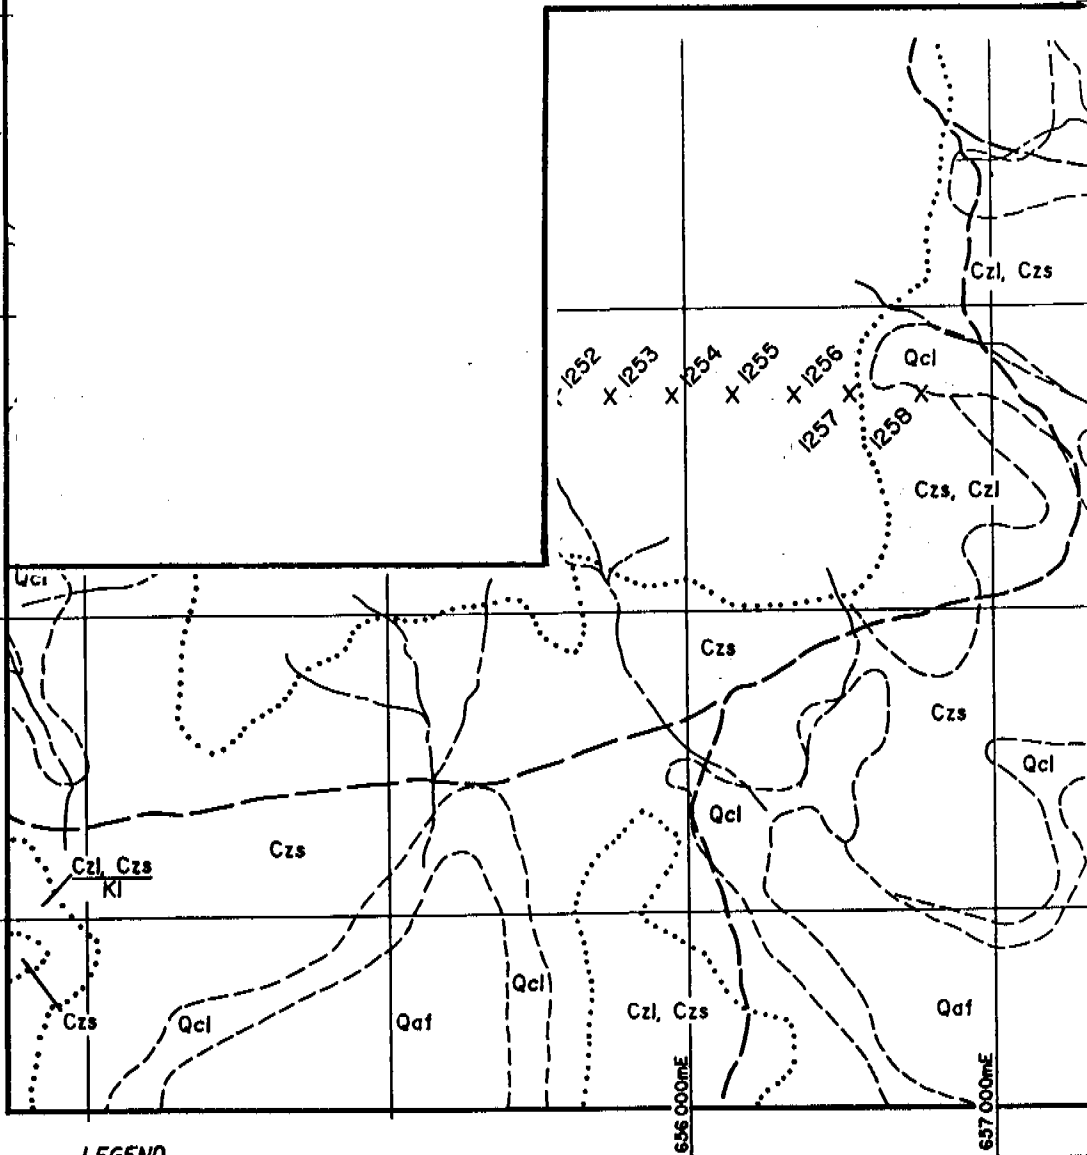 Czl, Czs
Qcl
1252
1253
1254
1255
1256
1257
1258
Czs, Czl
Qcl
Czs
Czs
Qcl
Qcl
Czs
Czl, Czs
Kl
Qcl
Czl, Czs
Qaf
Czs
Qcl
Qaf
656 000mE
657 000mE
LEGEND